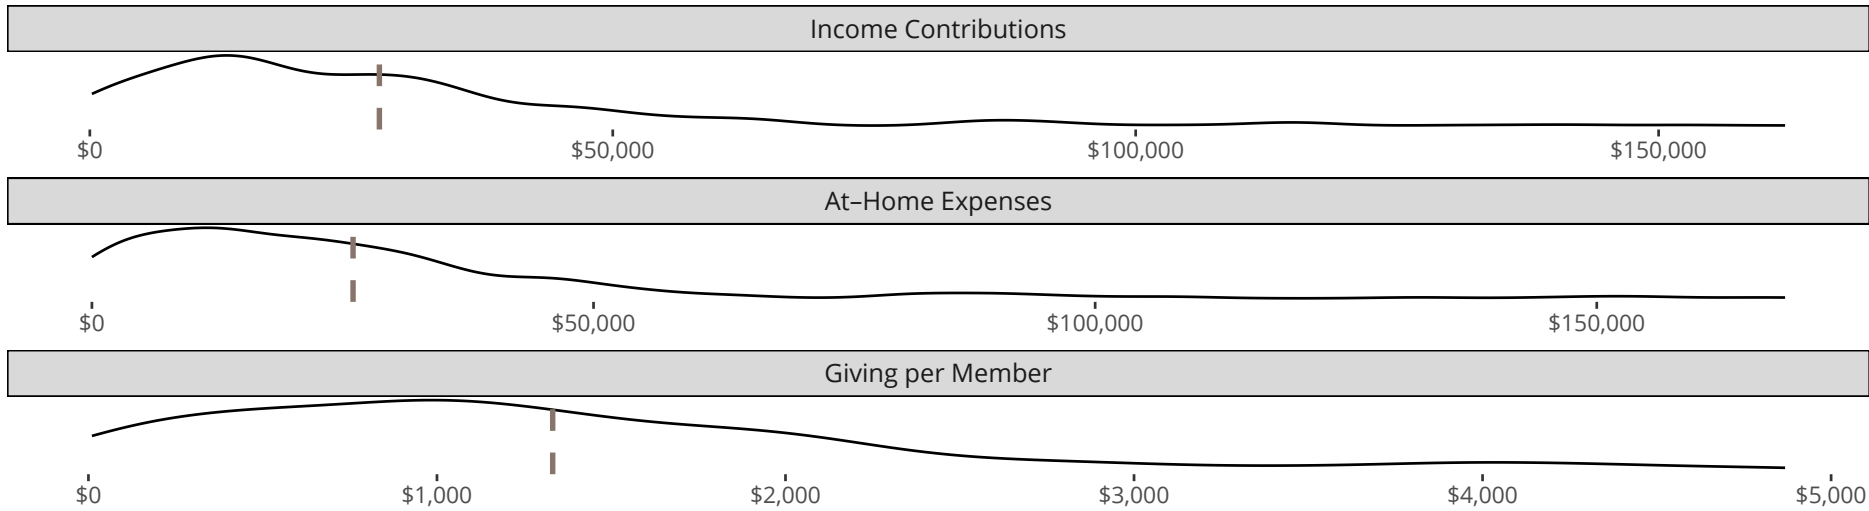 Income Contributions
$0 $50,000 $100,000 $150,000
At–Home Expenses
$0 $50,000 $100,000 $150,000
Giving per Member
$0 $1,000 $2,000 $3,000 $4,000 $5,000